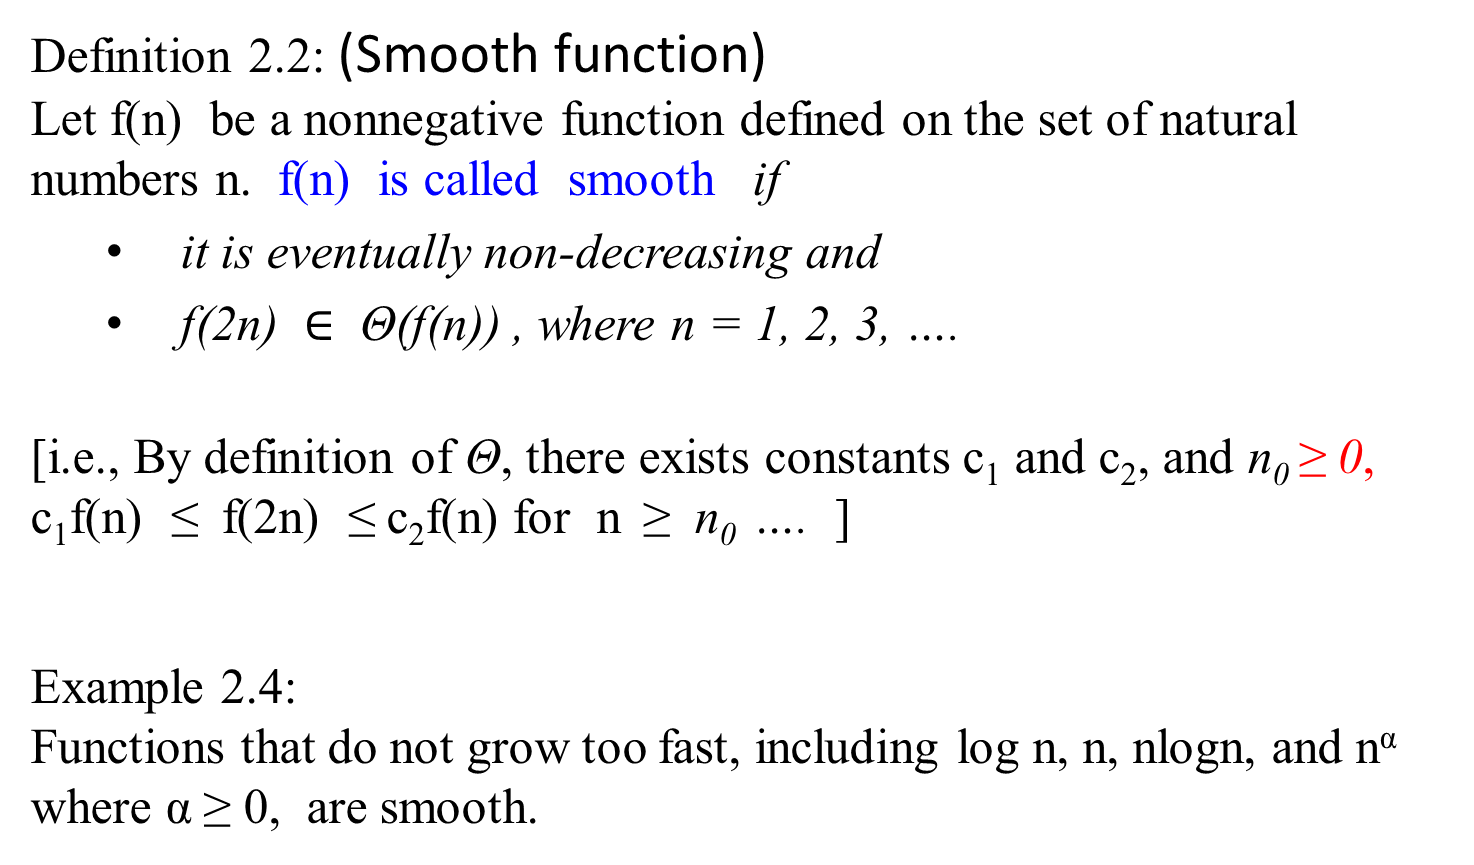 Definition 2.2: (Smooth function)
Let f(n) be a nonnegative function defined on the set of natural
numbers n. f(n) is called smooth if
• it is eventually non-decreasing and
• f(2n) ∈ Θ(f(n)) , where n = 1, 2, 3, ….
[i.e., By definition of Θ, there exists constants c₁ and c₂, and n₀ ≥ 0,
c₁f(n) ≤ f(2n) ≤ c₂f(n) for n ≥ n₀ …. ]
Example 2.4:
Functions that do not grow too fast, including log n, n, nlogn, and nᵅ
where α ≥ 0, are smooth.